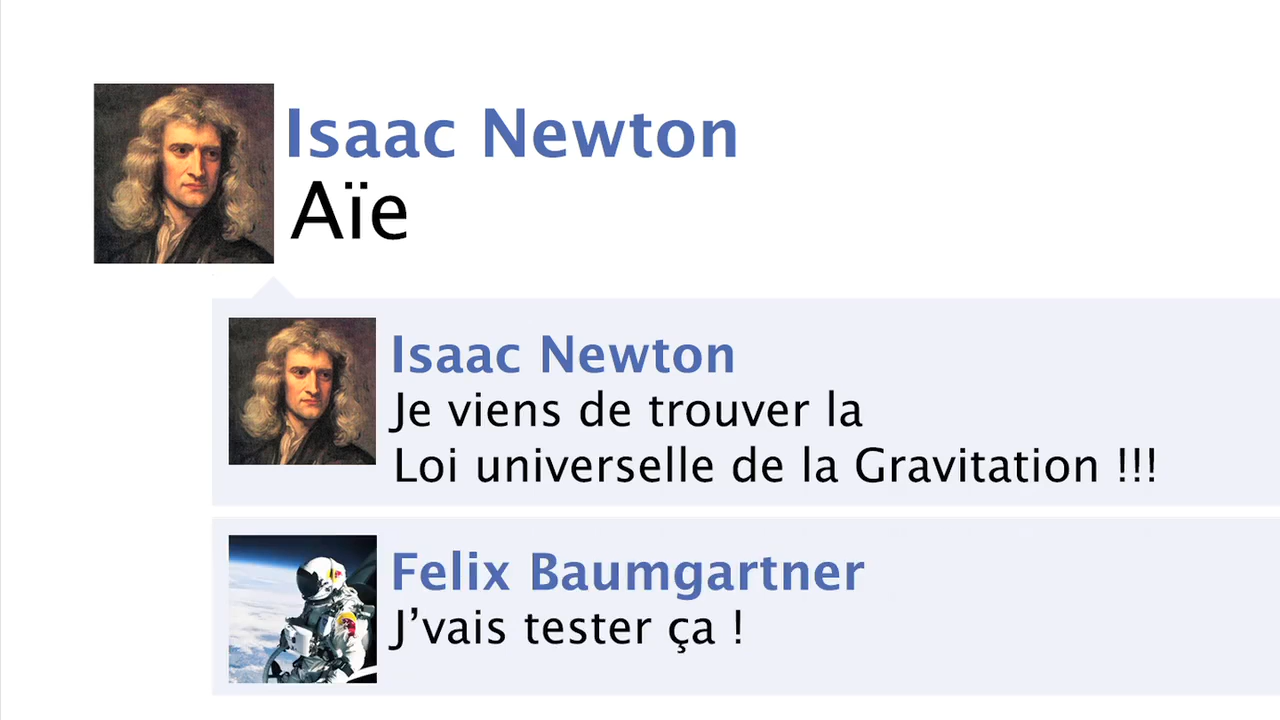 Isaac Newton
Aïe
Isaac Newton
Je viens de trouver la
Loi universelle de la Gravitation !!!
Felix Baumgartner
J’vais tester ça !